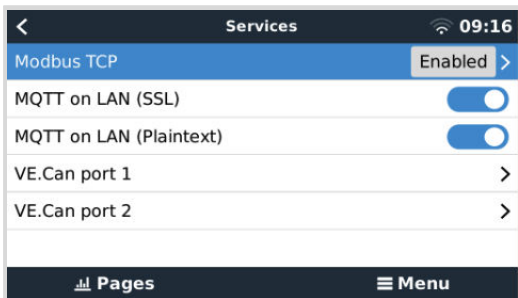 Services 09:16
Modbus TCP Enabled
MQTT on LAN (SSL)
MQTT on LAN (Plaintext)
VE.Can port 1
VE.Can port 2
Pages Menu